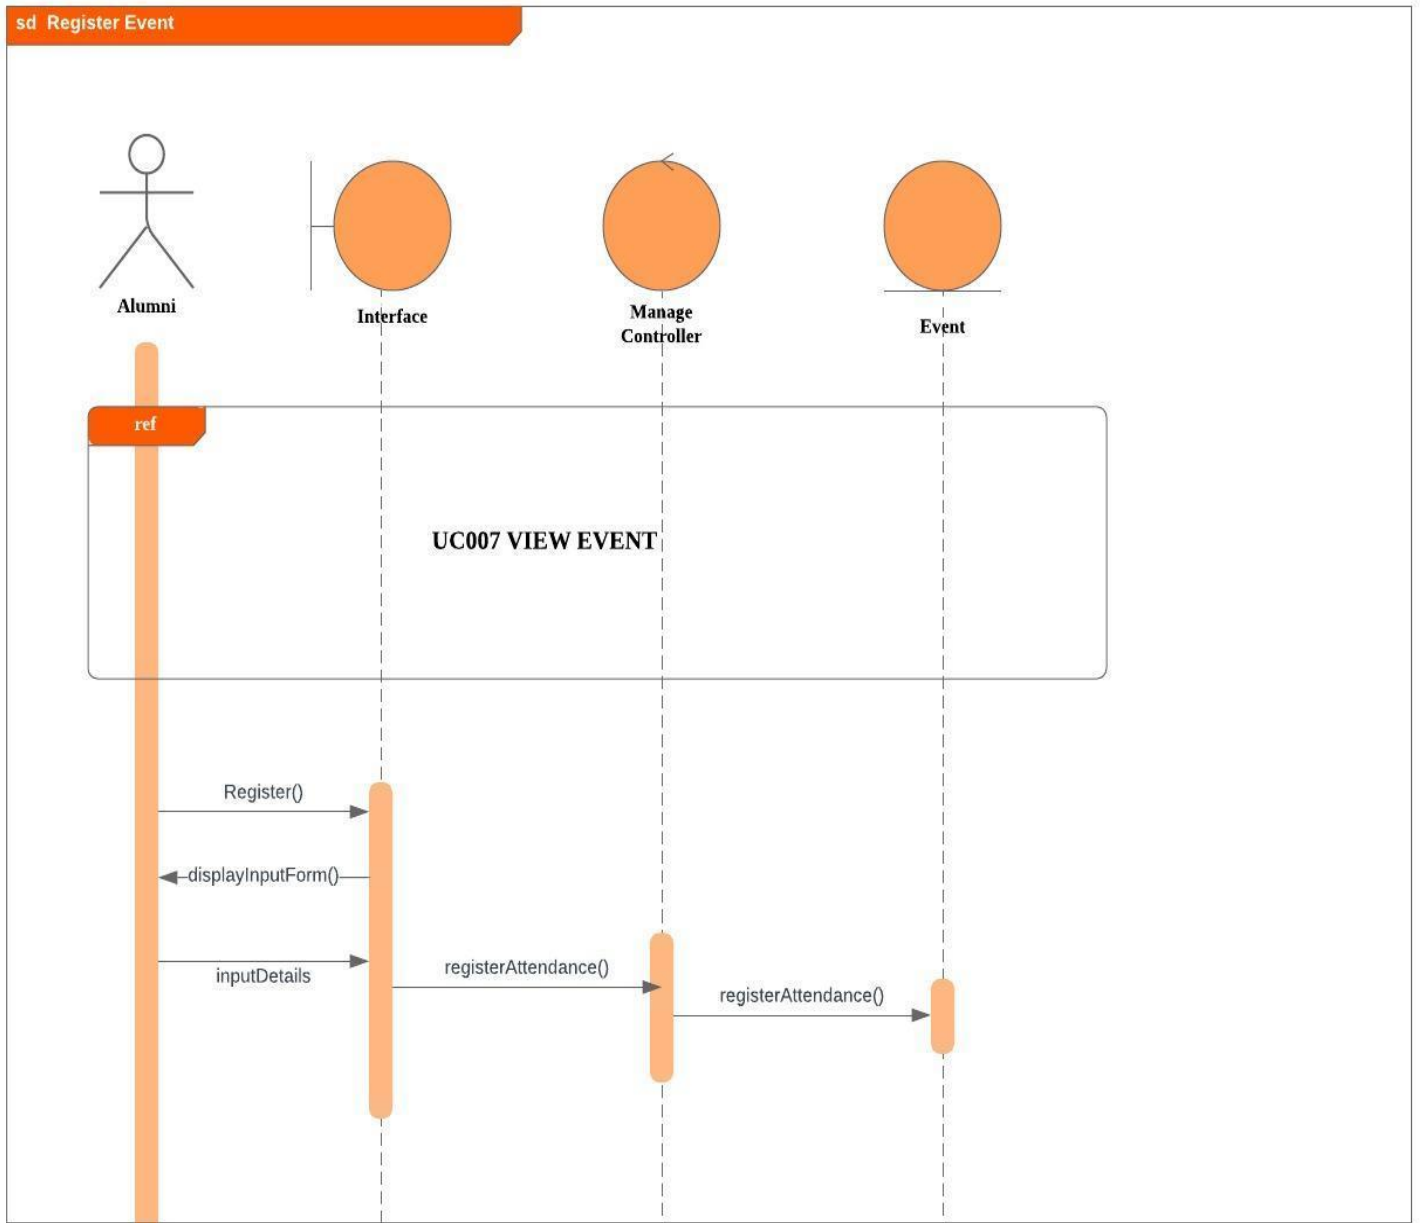 sd Register Event
Alumni
Interface
Manage
Controller
Event
ref
UC007 VIEW EVENT
Register()
displayInputForm()
inputDetails
registerAttendance()
registerAttendance()